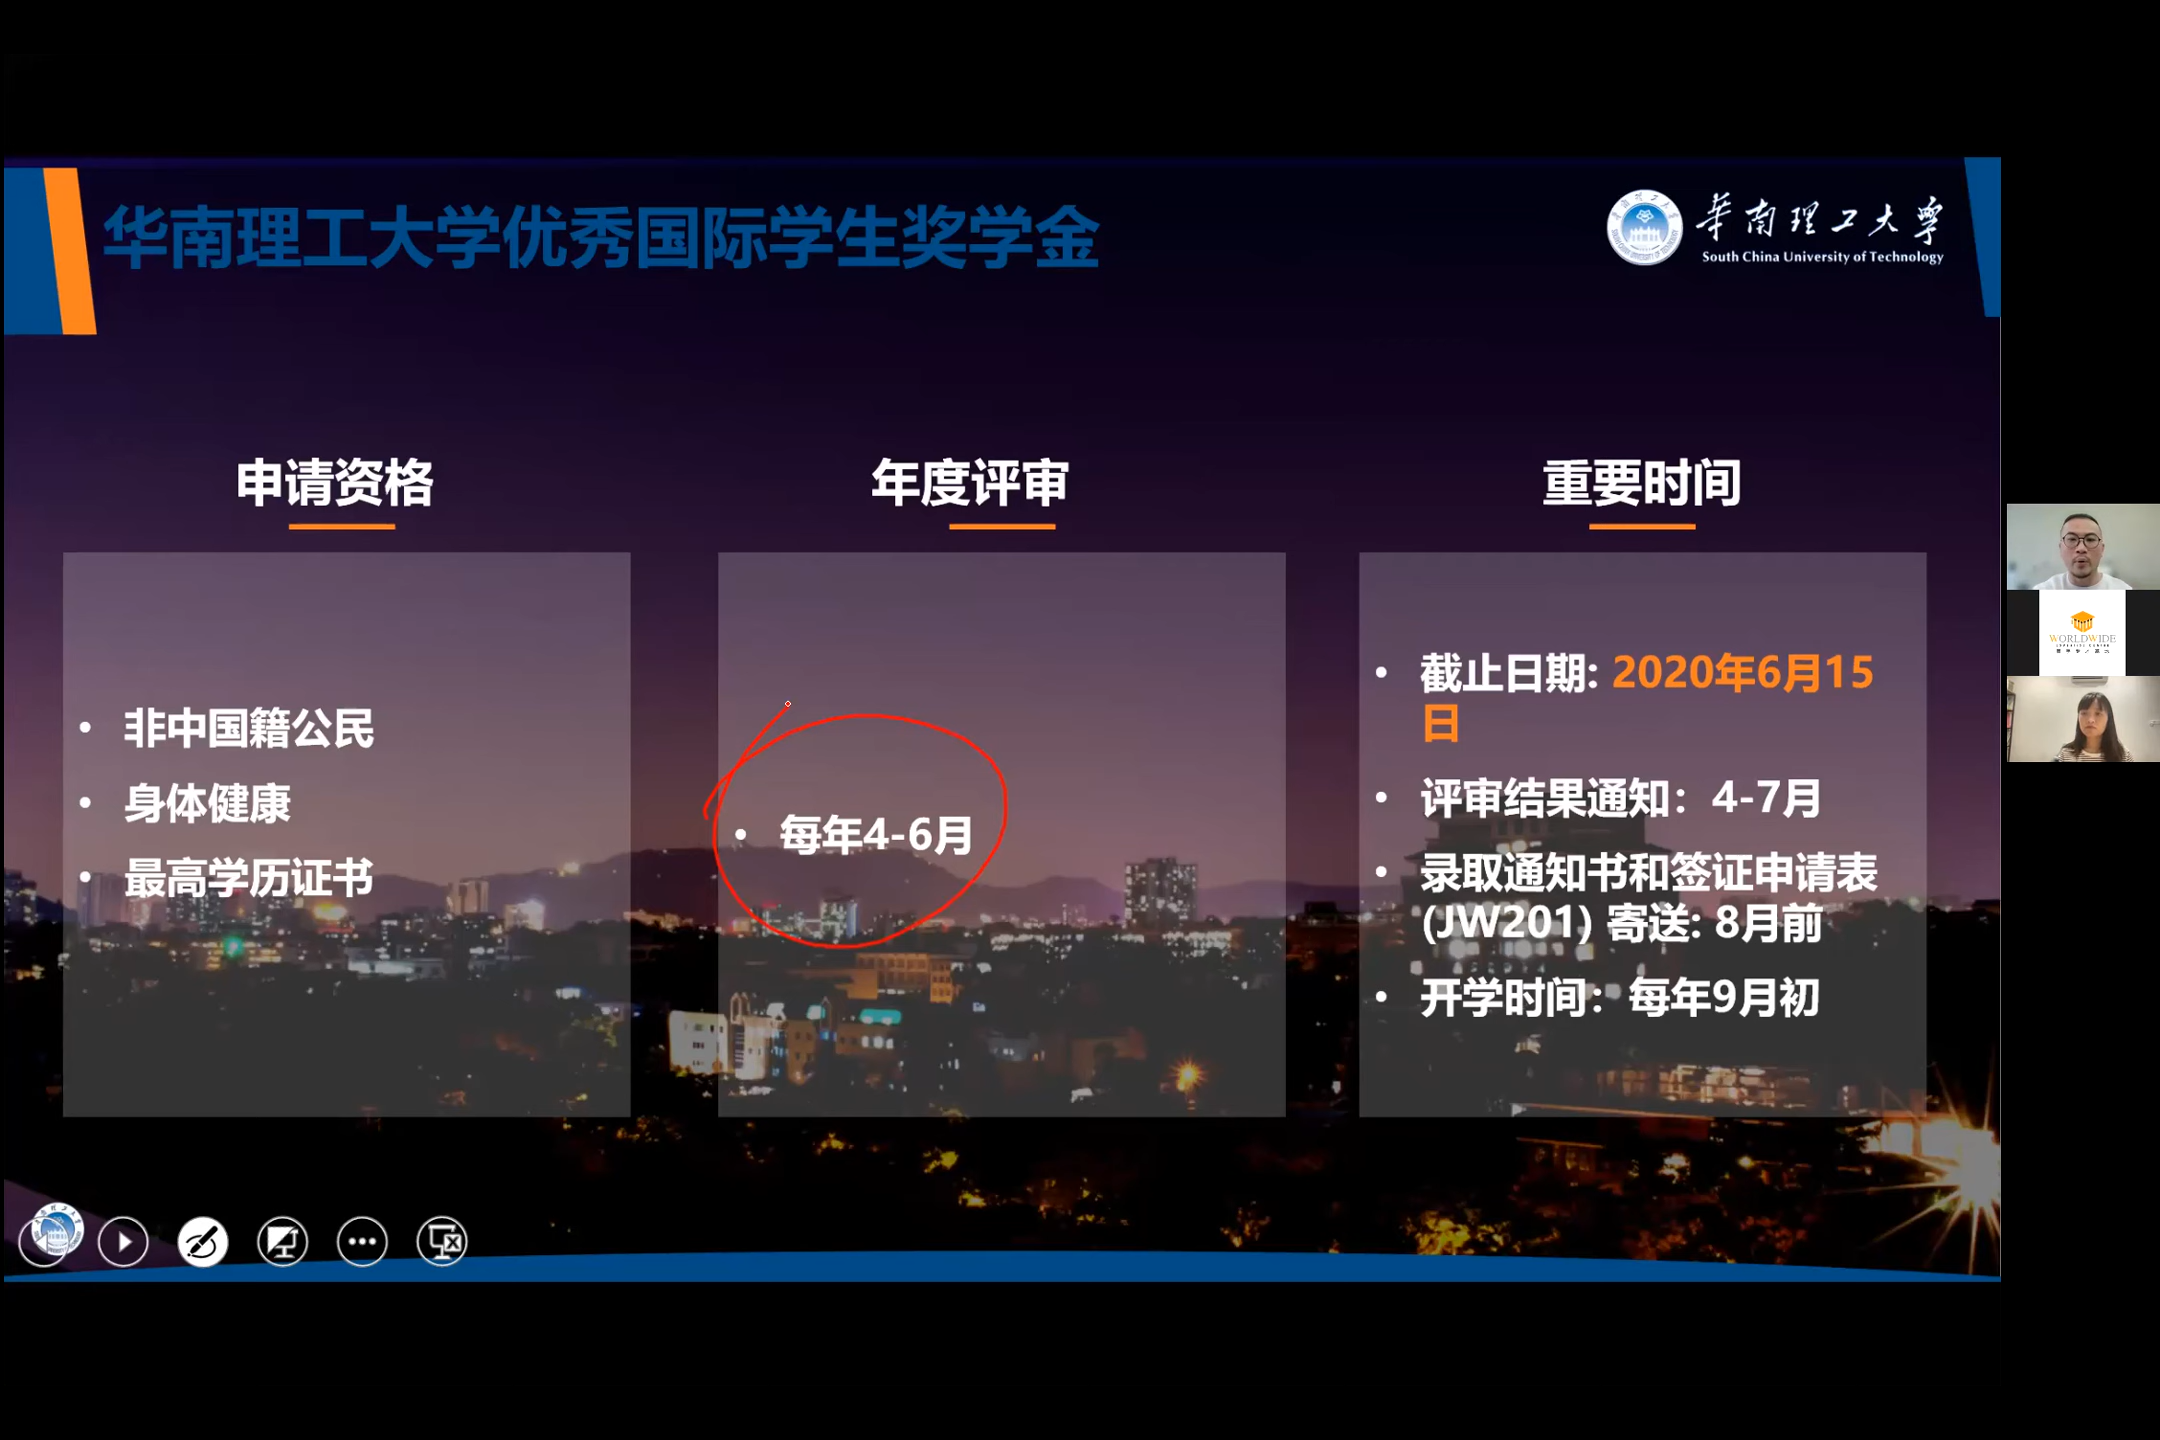 华南理工大学优秀国际学生奖学金
华南理工大学
South China University of Technology
申请资格
• 非中国籍公民
• 身体健康
• 最高学历证书
年度评审
• 每年4-6月
重要时间
• 截止日期: 2020年6月15
日
• 评审结果通知：4-7月
• 录取通知书和签证申请表
(JW201) 寄送: 8月前
• 开学时间：每年9月初
WORLDWIDE